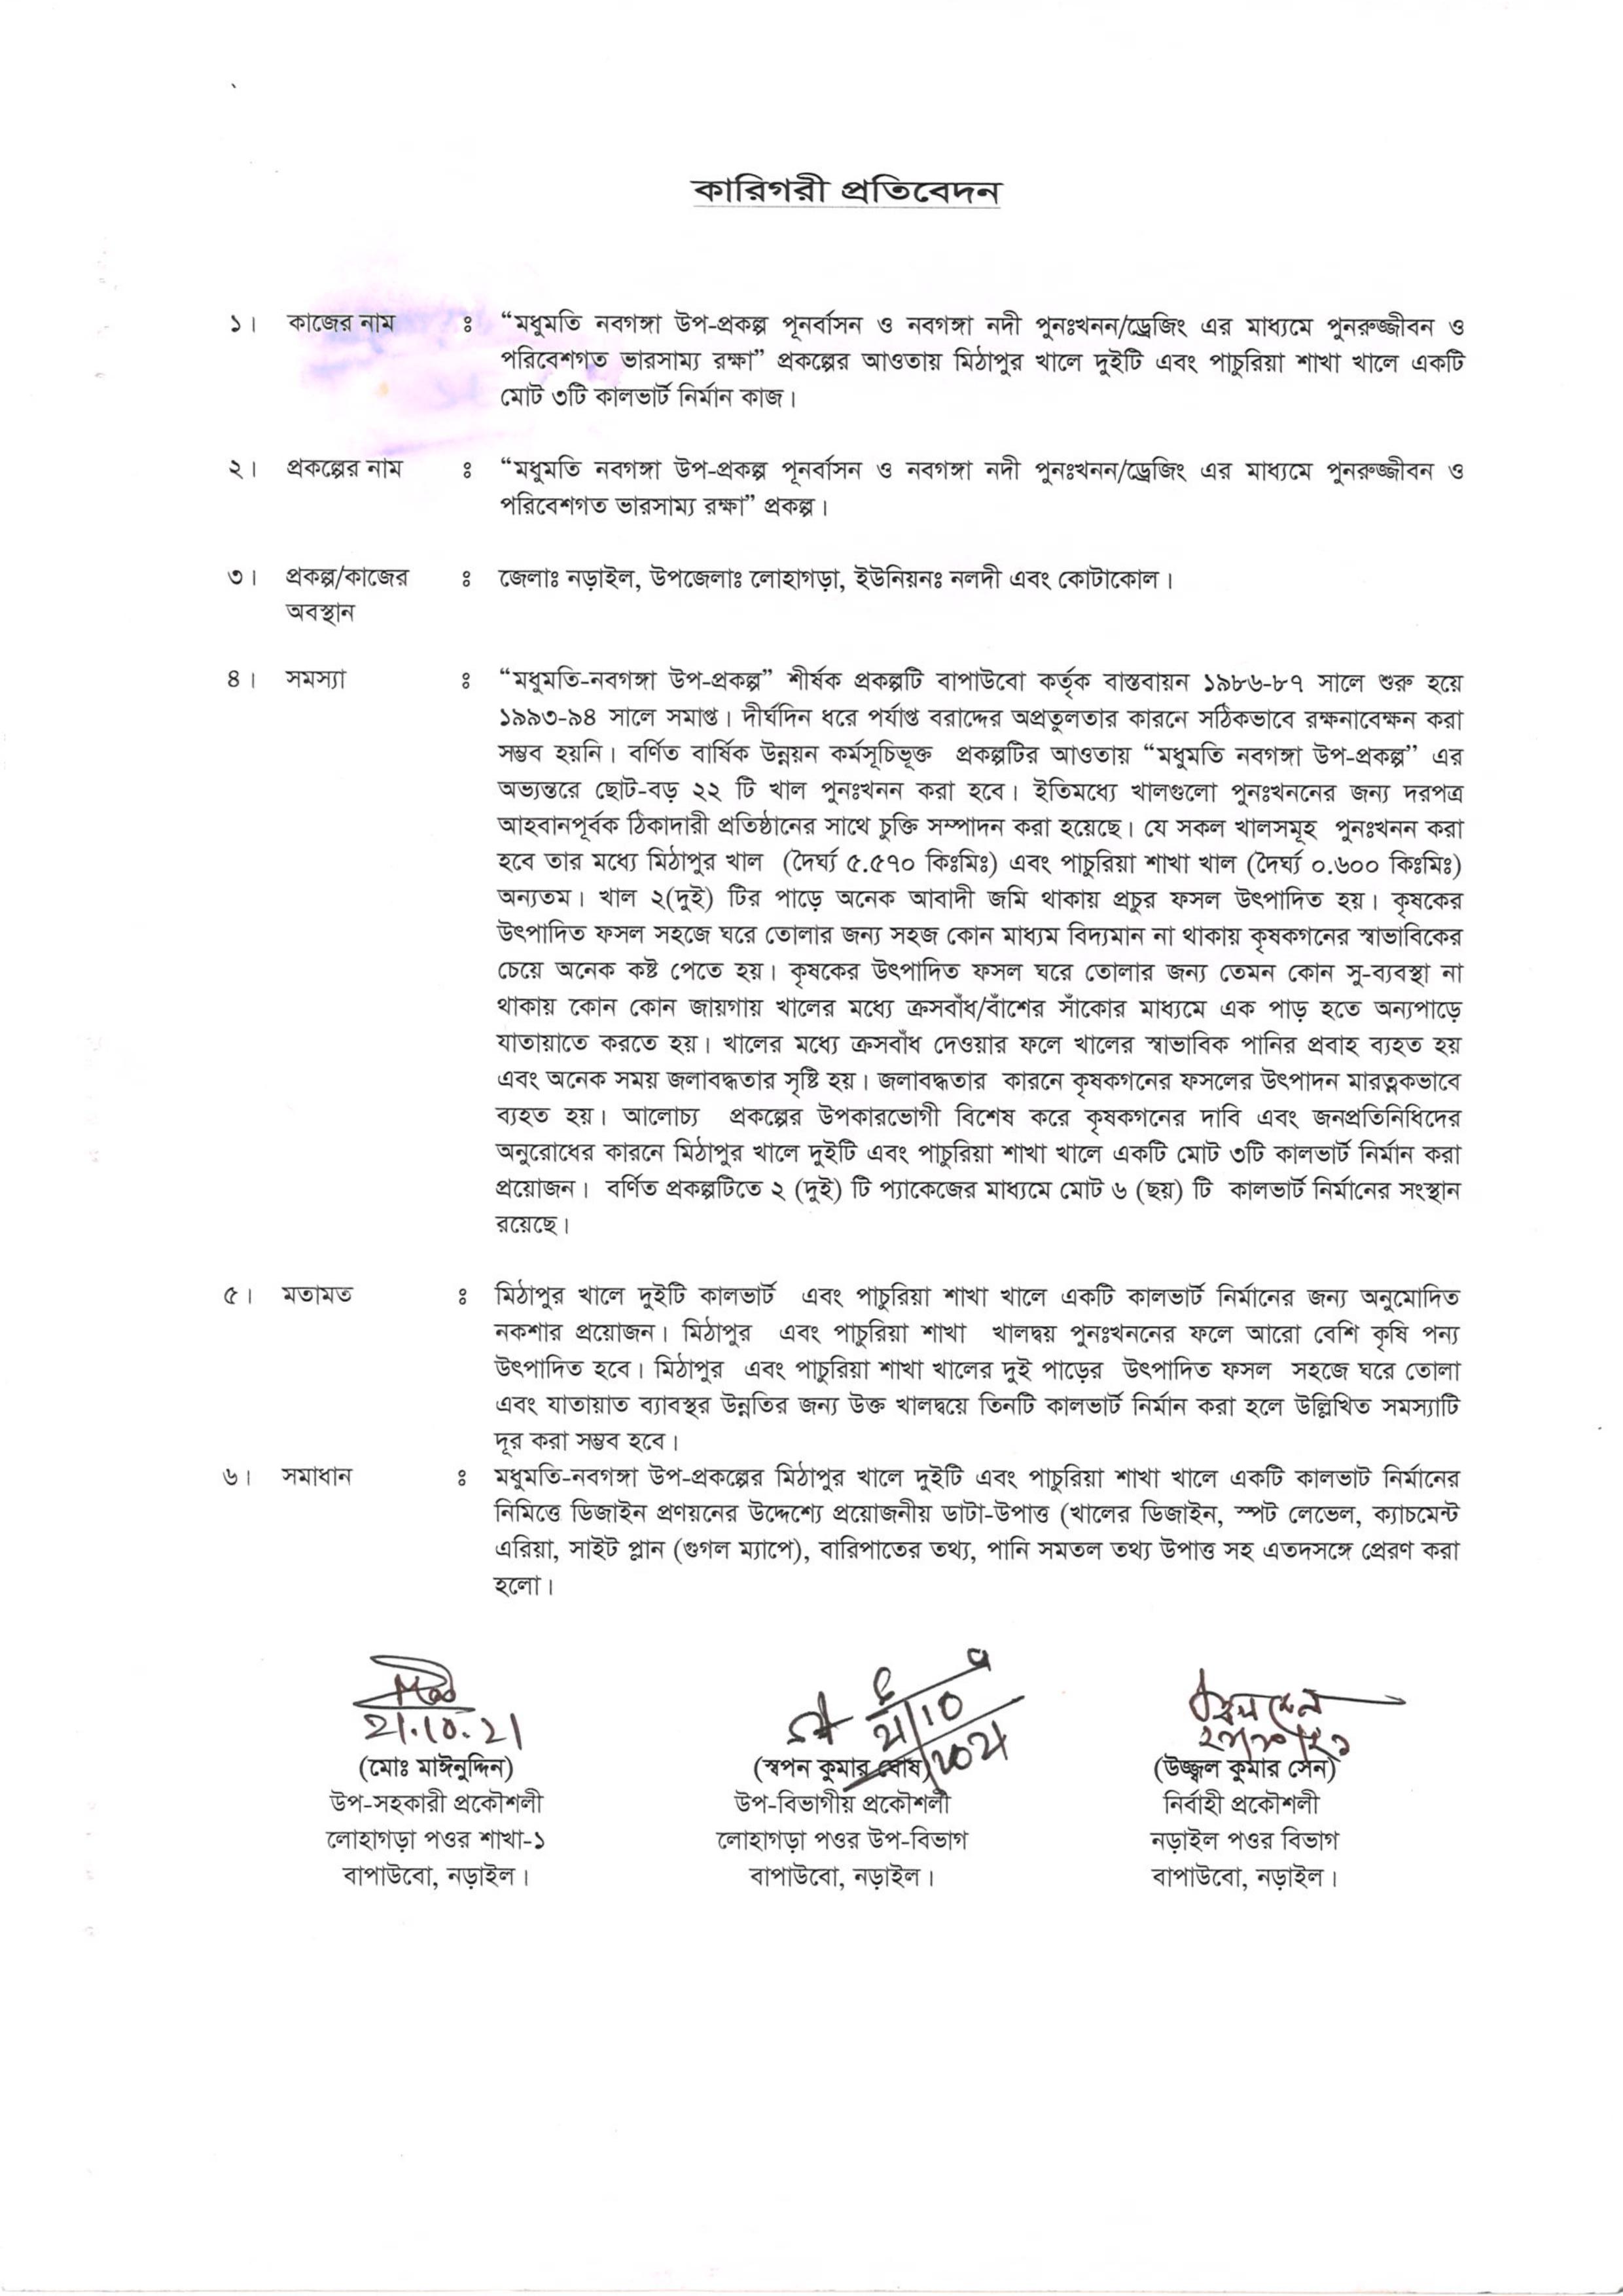 কারিগরী প্রতিবেদন
১। কাজের নাম ঃ “মধুমতি নবগঙ্গা উপ-প্রকল্প পূনর্বাসন ও নবগঙ্গা নদী পুনঃখনন/ড্রেজিং এর মাধ্যমে পুনরুজ্জীবন ও
পরিবেশগত ভারসাম্য রক্ষা” প্রকল্পের আওতায় মিঠাপুর খালে দুইটি এবং পাচুরিয়া শাখা খালে একটি
মোট ৩টি কালভার্ট নির্মান কাজ।
২। প্রকল্পের নাম ঃ “মধুমতি নবগঙ্গা উপ-প্রকল্প পূনর্বাসন ও নবগঙ্গা নদী পুনঃখনন/ড্রেজিং এর মাধ্যমে পুনরুজ্জীবন ও
পরিবেশগত ভারসাম্য রক্ষা” প্রকল্প।
৩। প্রকল্প/কাজের ঃ জেলাঃ নড়াইল, উপজেলাঃ লোহাগড়া, ইউনিয়নঃ নলদী এবং কোটাকোল।
অবস্থান
৪। সমস্যা ঃ “মধুমতি-নবগঙ্গা উপ-প্রকল্প” শীর্ষক প্রকল্পটি বাপাউবো কর্তৃক বাস্তবায়ন ১৯৮৬-৮৭ সালে শুরু হয়ে
১৯৯৩-৯৪ সালে সমাপ্ত। দীর্ঘদিন ধরে পর্যাপ্ত বরাদ্দের অপ্রতুলতার কারনে সঠিকভাবে রক্ষনাবেক্ষন করা
সম্ভব হয়নি। বর্ণিত বার্ষিক উন্নয়ন কর্মসূচিভূক্ত প্রকল্পটির আওতায় “মধুমতি নবগঙ্গা উপ-প্রকল্প” এর
অভ্যন্তরে ছোট-বড় ২২ টি খাল পুনঃখনন করা হবে। ইতিমধ্যে খালগুলো পুনঃখননের জন্য দরপত্র
আহবানপূর্বক ঠিকাদারী প্রতিষ্ঠানের সাথে চুক্তি সম্পাদন করা হয়েছে। যে সকল খালসমূহ পুনঃখনন করা
হবে তার মধ্যে মিঠাপুর খাল (দৈর্ঘ্য ৫.৫৭০ কিঃমিঃ) এবং পাচুরিয়া শাখা খাল (দৈর্ঘ্য ০.৬০০ কিঃমিঃ)
অন্যতম। খাল ২(দুই) টির পাড়ে অনেক আবাদী জমি থাকায় প্রচুর ফসল উৎপাদিত হয়। কৃষকের
উৎপাদিত ফসল সহজে ঘরে তোলার জন্য সহজ কোন মাধ্যম বিদ্যমান না থাকায় কৃষকগনের স্বাভাবিকের
চেয়ে অনেক কষ্ট পেতে হয়। কৃষকের উৎপাদিত ফসল ঘরে তোলার জন্য তেমন কোন সু-ব্যবস্থা না
থাকায় কোন কোন জায়গায় খালের মধ্যে ক্রসবাঁধ/বাঁশের সাঁকোর মাধ্যমে এক পাড় হতে অন্যপাড়ে
যাতায়াতে করতে হয়। খালের মধ্যে ক্রসবাঁধ দেওয়ার ফলে খালের স্বাভাবিক পানির প্রবাহ ব্যহত হয়
এবং অনেক সময় জলাবদ্ধতার সৃষ্টি হয়। জলাবদ্ধতার কারনে কৃষকগনের ফসলের উৎপাদন মারত্নকভাবে
ব্যহত হয়। আলোচ্য প্রকল্পের উপকারভোগী বিশেষ করে কৃষকগনের দাবি এবং জনপ্রতিনিধিদের
অনুরোধের কারনে মিঠাপুর খালে দুইটি এবং পাচুরিয়া শাখা খালে একটি মোট ৩টি কালভার্ট নির্মান করা
প্রয়োজন। বর্ণিত প্রকল্পটিতে ২ (দুই) টি প্যাকেজের মাধ্যমে মোট ৬ (ছয়) টি কালভার্ট নির্মানের সংস্থান
রয়েছে।
৫। মতামত ঃ মিঠাপুর খালে দুইটি কালভার্ট এবং পাচুরিয়া শাখা খালে একটি কালভার্ট নির্মানের জন্য অনুমোদিত
নকশার প্রয়োজন। মিঠাপুর এবং পাচুরিয়া শাখা খালদ্বয় পুনঃখননের ফলে আরো বেশি কৃষি পন্য
উৎপাদিত হবে। মিঠাপুর এবং পাচুরিয়া শাখা খালের দুই পাড়ের উৎপাদিত ফসল সহজে ঘরে তোলা
এবং যাতায়াত ব্যাবস্থর উন্নতির জন্য উক্ত খালদ্বয়ে তিনটি কালভার্ট নির্মান করা হলে উল্লিখিত সমস্যাটি
দূর করা সম্ভব হবে।
৬। সমাধান ঃ মধুমতি-নবগঙ্গা উপ-প্রকল্পের মিঠাপুর খালে দুইটি এবং পাচুরিয়া শাখা খালে একটি কালভাট নির্মানের
নিমিত্তে ডিজাইন প্রণয়নের উদ্দেশ্যে প্রয়োজনীয় ডাটা-উপাত্ত (খালের ডিজাইন, স্পট লেভেল, ক্যাচমেন্ট
এরিয়া, সাইট প্লান (গুগল ম্যাপে), বারিপাতের তথ্য, পানি সমতল তথ্য উপাত্ত সহ এতদসঙ্গে প্রেরণ করা
হলো।
21.10.21 21/10/2021
(মোঃ মাঈনুদ্দিন) (স্বপন কুমার ঘোষ) (উজ্জ্বল কুমার সেন)
উপ-সহকারী প্রকৌশলী উপ-বিভাগীয় প্রকৌশলী নির্বাহী প্রকৌশলী
লোহাগড়া পওর শাখা-১ লোহাগড়া পওর উপ-বিভাগ নড়াইল পওর বিভাগ
বাপাউবো, নড়াইল। বাপাউবো, নড়াইল। বাপাউবো, নড়াইল।